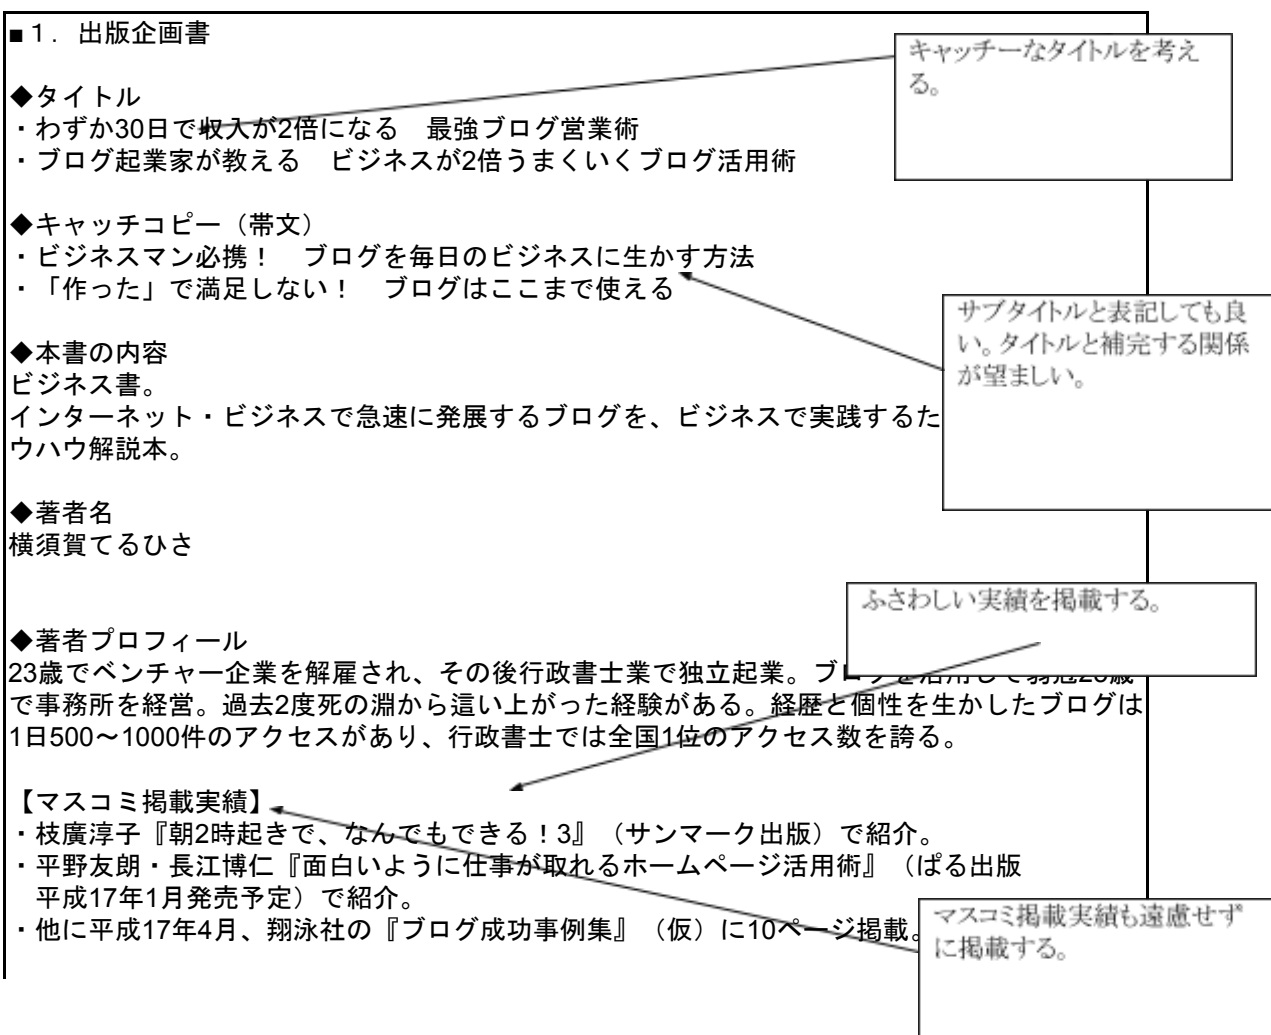 ■1．出版企画書
キャッチーなタイトルを考え
る。
◆タイトル
・わずか30日で収入が2倍になる　最強ブログ営業術
・ブログ起業家が教える　ビジネスが2倍うまくいくブログ活用術
◆キャッチコピー（帯文）
・ビジネスマン必携！　ブログを毎日のビジネスに生かす方法
・「作った」で満足しない！　ブログはここまで使える
サブタイトルと表記しても良
い。タイトルと補完する関係
が望ましい。
◆本書の内容
ビジネス書。
インターネット・ビジネスで急速に発展するブログを、ビジネスで実践するた
ウハウ解説本。
◆著者名
横須賀てるひさ
ふさわしい実績を掲載する。
◆著者プロフィール
23歳でベンチャー企業を解雇され、その後行政書士業で独立起業。ブログを活用して弱冠
で事務所を経営。過去2度死の淵から這い上がった経験がある。経歴と個性を生かしたブログは
1日500～1000件のアクセスがあり、行政書士では全国1位のアクセス数を誇る。
【マスコミ掲載実績】
・枝廣淳子『朝2時起きで、なんでもできる！3』（サンマーク出版）で紹介。
・平野友朗・長江博仁『面白いように仕事が取れるホームページ活用術』（ぱる出版
平成17年1月発売予定）で紹介。
・他に平成17年4月、翔泳社の『ブログ成功事例集』（仮）に10ページ掲載。
マスコミ掲載実績も遠慮せず
に掲載する。